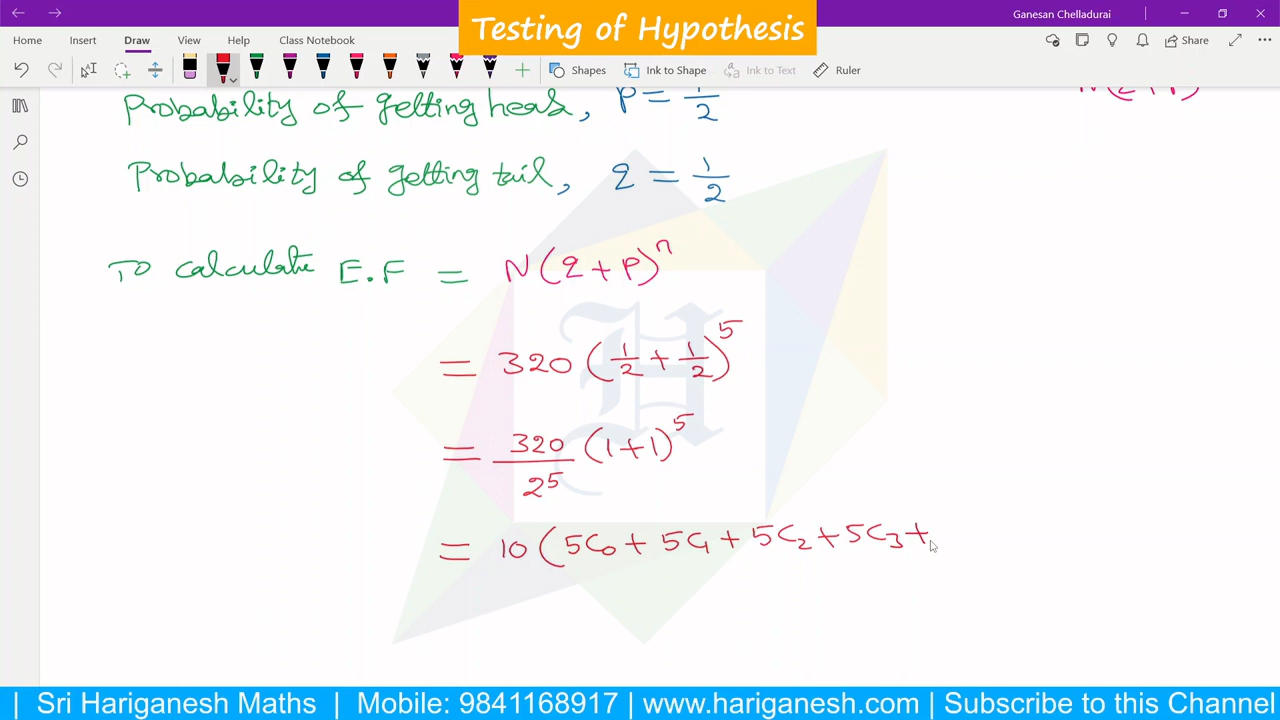 Testing of Hypothesis
Ganesan Chelladurai
Home Insert Draw View Help Class Notebook
Share
Shapes Ink to Shape Ink to Text Ruler
Probability of getting head, p = 1/2
Probability of getting tail, q = 1/2
To calculate E.F = N(q+p)^n
= 320 (1/2 + 1/2)^5
= 320/2^5 (1+1)^5
= 10 (5C0 + 5C1 + 5C2 + 5C3 +
| Sri Hariganesh Maths | Mobile: 9841168917 | www.hariganesh.com | Subscribe to this Channel